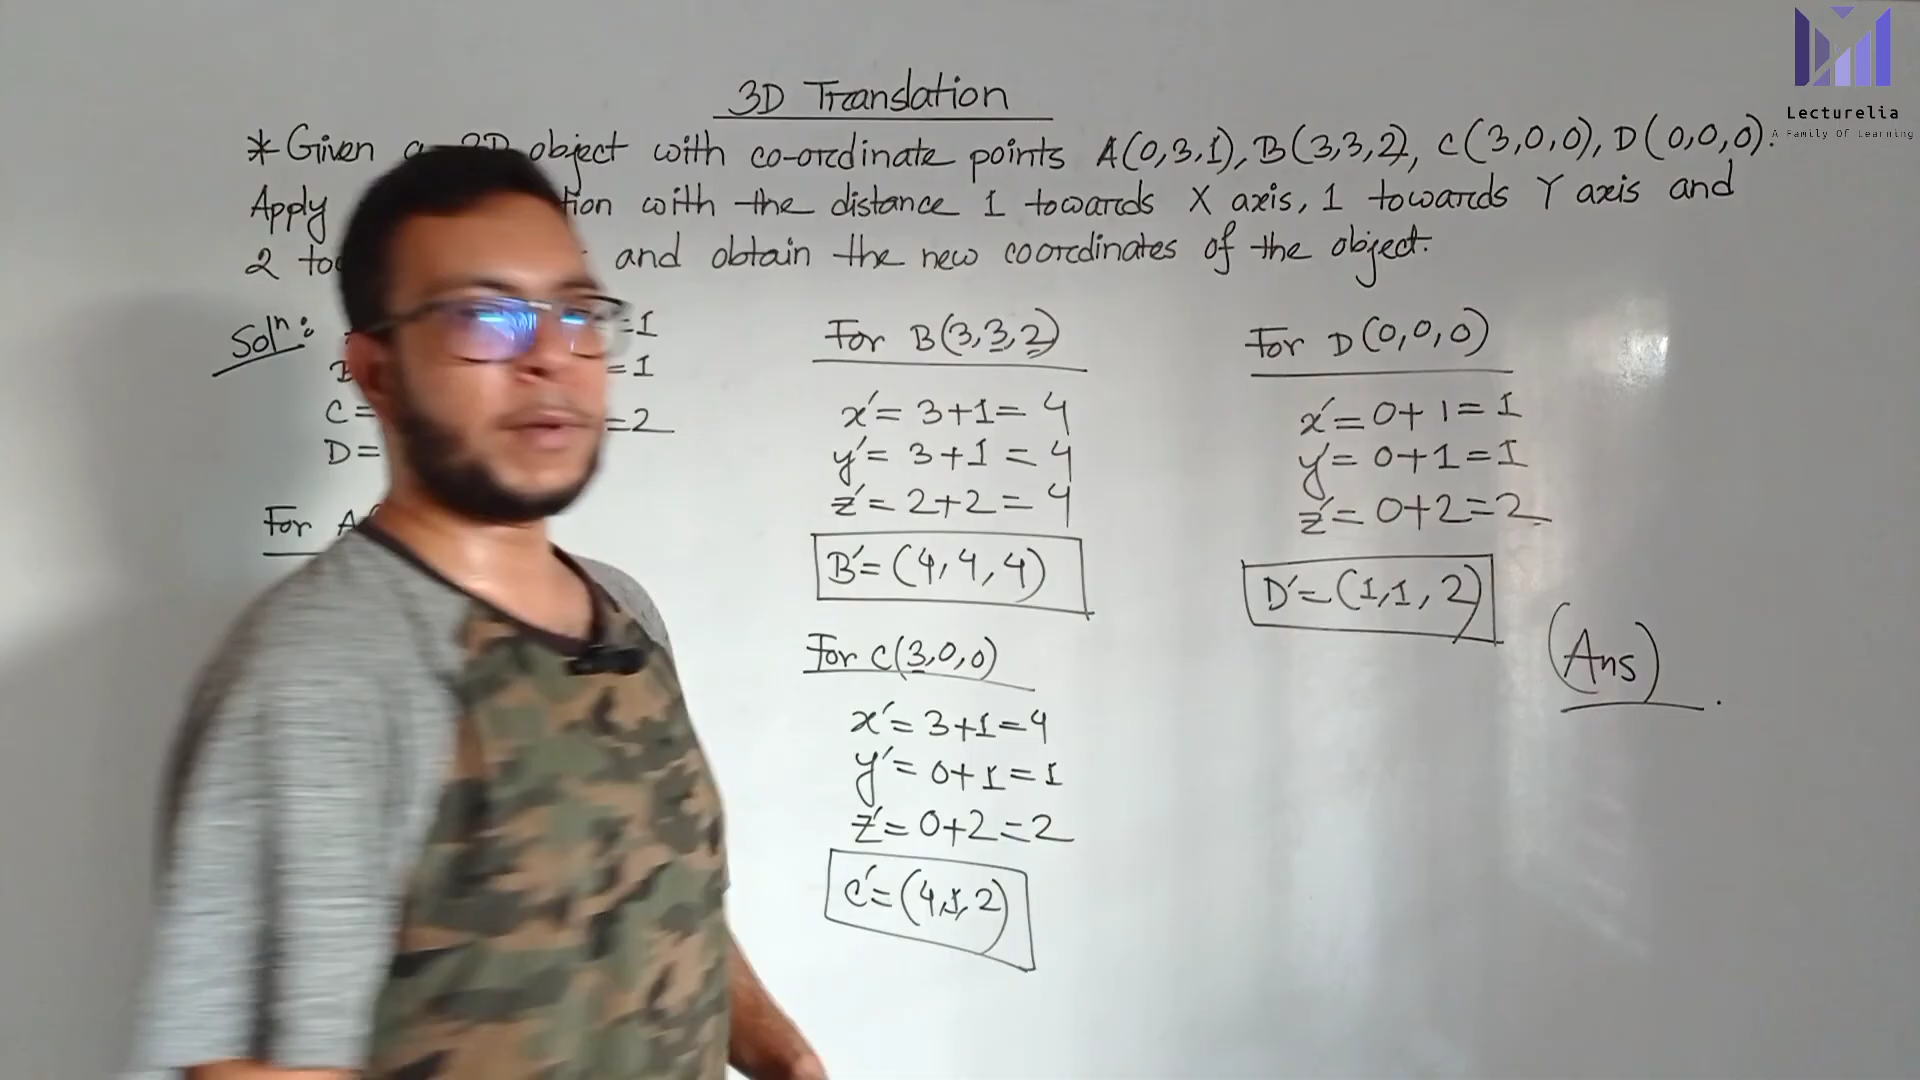 Lecturelia
A Family Of Learning
3D Translation
*Given a 3D object with co-ordinate points A(0,3,1), B(3,3,2), C(3,0,0), D(0,0,0).
Apply with the distance 1 towards X axis, 1 towards Y axis and
2 and obtain the new coordinates of the object.
Solⁿ:
=1
=1
C= =2
D=
For A
For B(3,3,2)
x'= 3+1= 4
y'= 3+1 = 4
z'= 2+2 = 4
B'= (4,4,4)
For C(3,0,0)
x'= 3+1=4
y'= 0+1=1
z'= 0+2=2
C'= (4,1,2)
For D(0,0,0)
x'= 0+1=1
y'= 0+1=1
z'= 0+2=2
D'= (1,1,2)
(Ans).